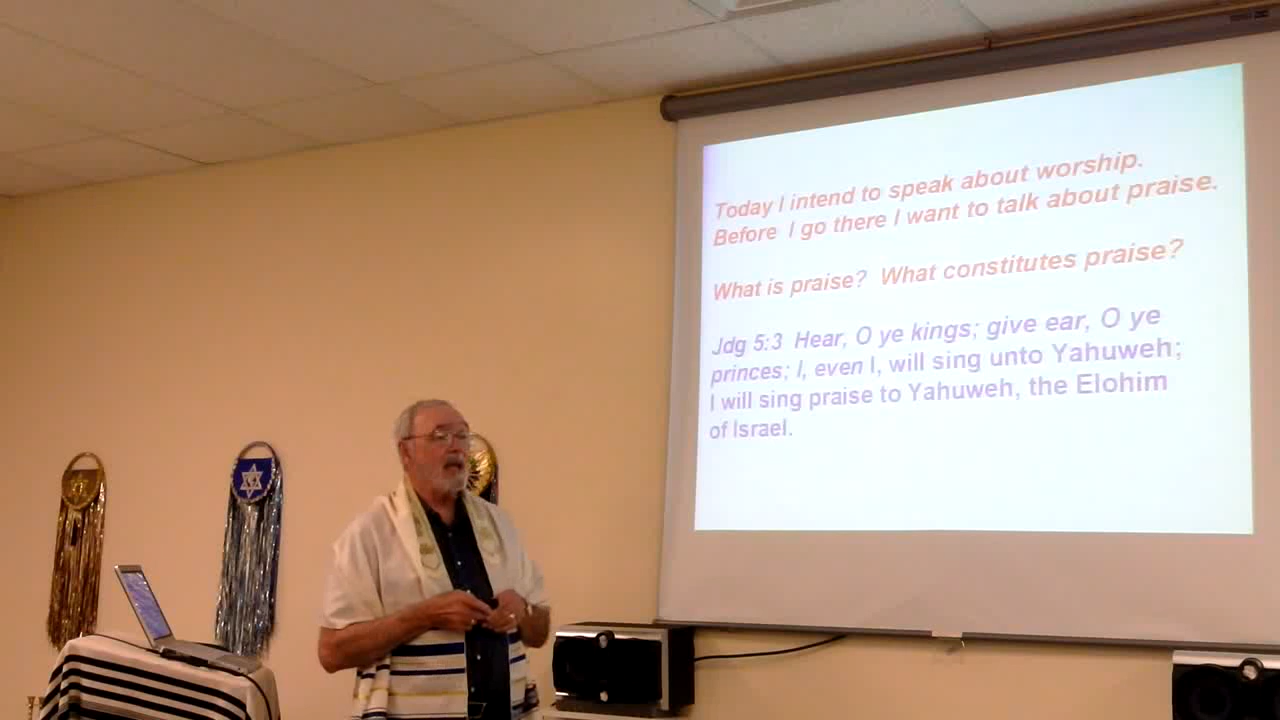 Today I intend to speak about worship.
Before I go there I want to talk about praise.
What is praise? What constitutes praise?
Jdg 5:3 Hear, O ye kings; give ear, O ye
princes; I, even I, will sing unto Yahuweh;
I will sing praise to Yahuweh, the Elohim
of Israel.